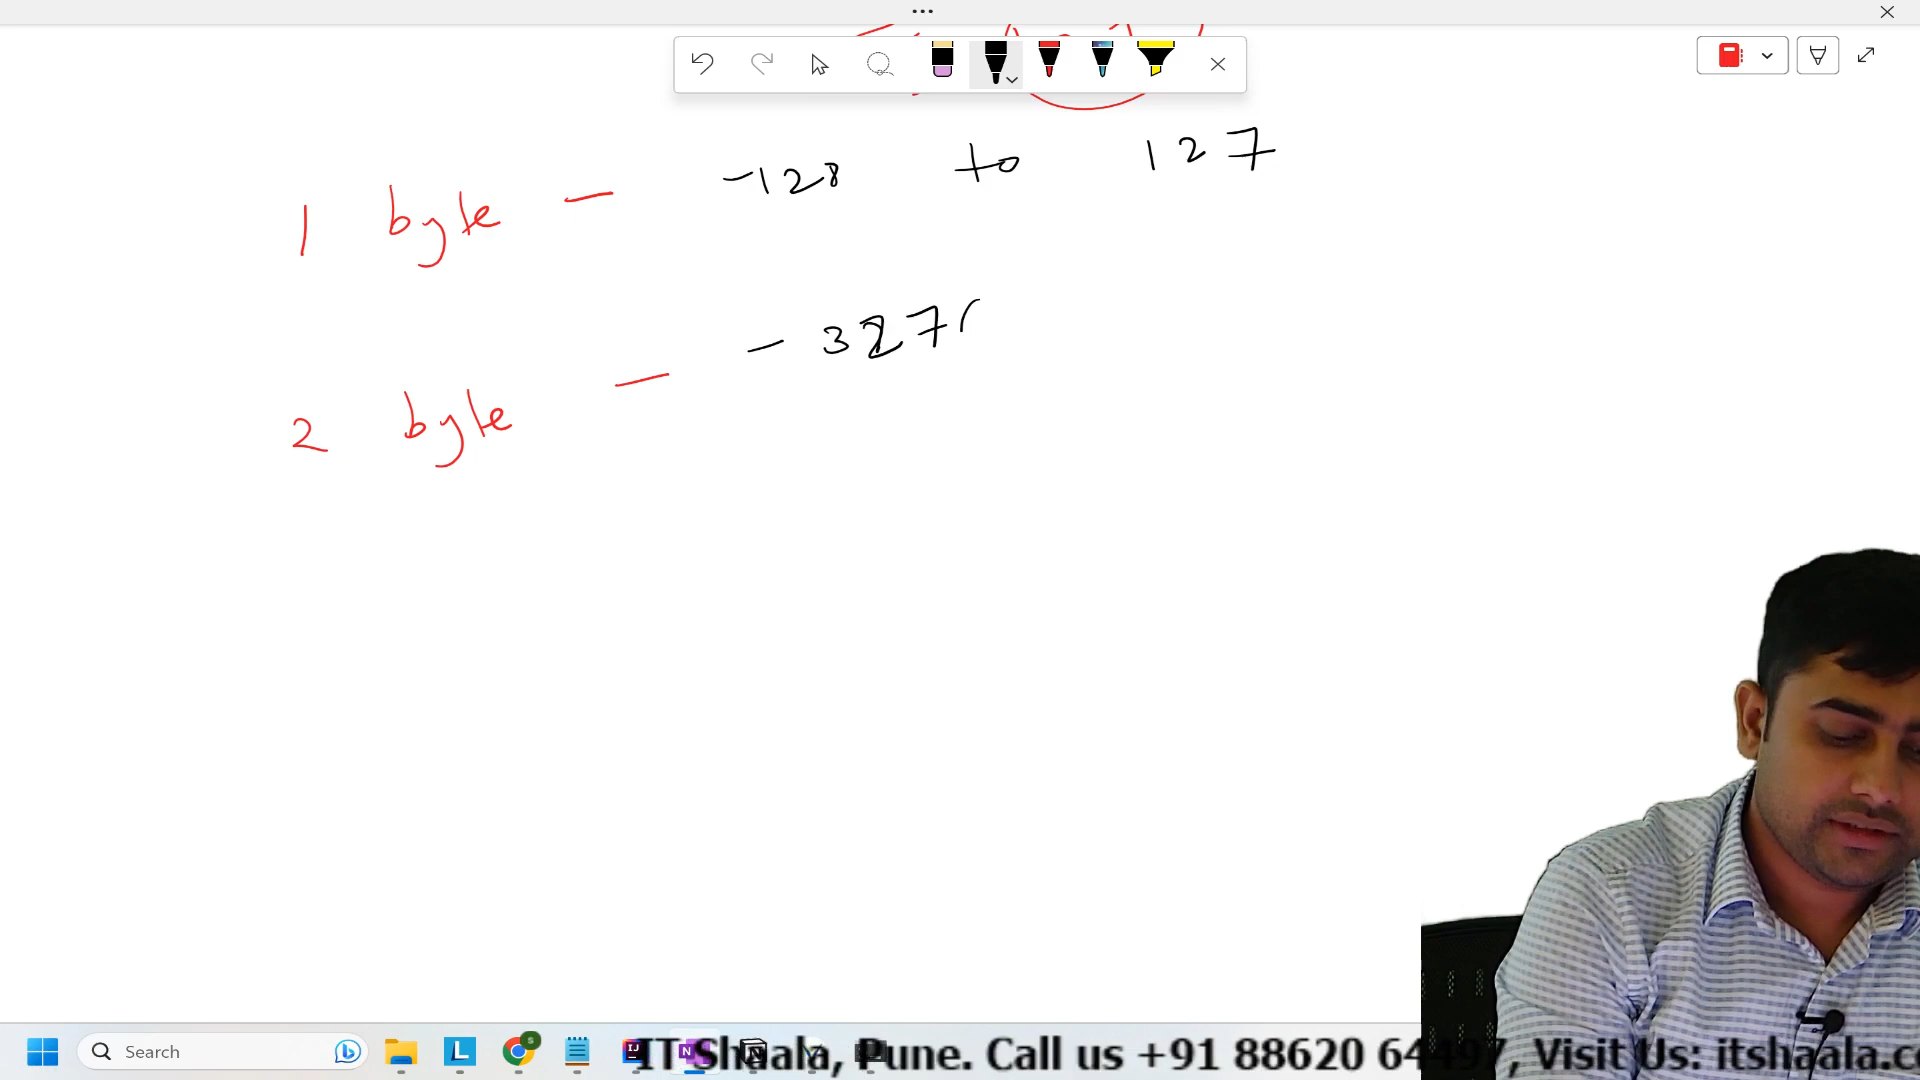 1 byte — -128 to 127
2 byte — - 327
Search
IT Shaala, Pune. Call us +91 88620 64497, Visit Us: itshaala.c